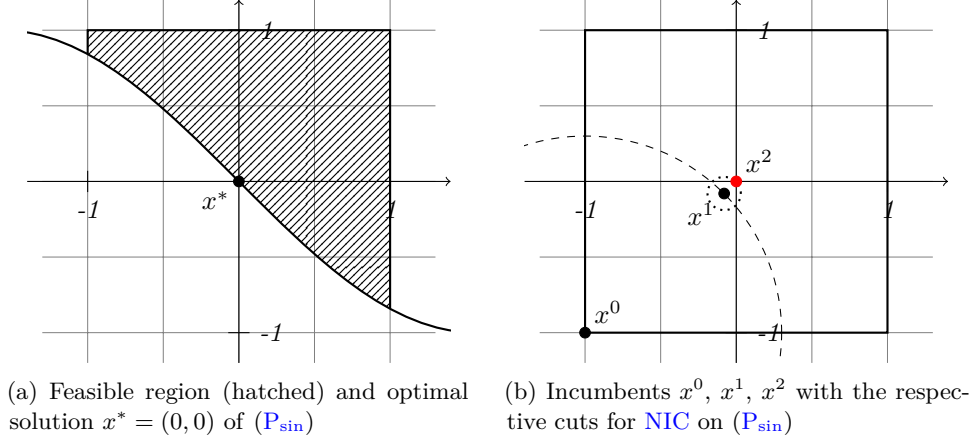 1
x*
-1
1
-1
1
x²
x¹
-1
1
x⁰
-1
(a) Feasible region (hatched) and optimal
solution x* = (0, 0) of (Pₛᵢₙ)
(b) Incumbents x⁰, x¹, x² with the respec-
tive cuts for NIC on (Pₛᵢₙ)